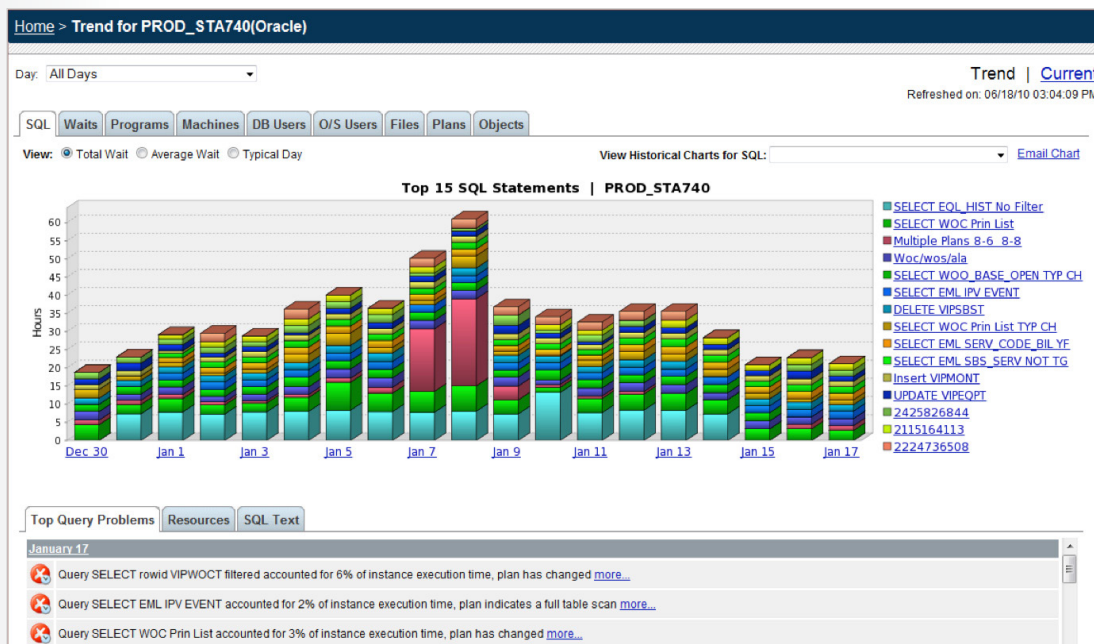 Home > Trend for PROD_STA740(Oracle)
Day: All Days
Trend | Current
Refreshed on: 06/18/10 03:04:09 PM
SQL Waits Programs Machines DB Users O/S Users Files Plans Objects
View: Total Wait Average Wait Typical Day View Historical Charts for SQL: Email Chart
Top 15 SQL Statements | PROD_STA740
60
55
50
45
40
35
30
25
20
15
10
5
0
Hours
Dec 30 Jan 1 Jan 3 Jan 5 Jan 7 Jan 9 Jan 11 Jan 13 Jan 15 Jan 17
SELECT EQL_HIST No Filter
SELECT WOC Prin List
Multiple Plans 8-6 8-8
Woc/wos/ala
SELECT WOO_BASE_OPEN TYP CH
SELECT EML IPV EVENT
DELETE VIPSBST
SELECT WOC Prin List TYP CH
SELECT EML SERV_CODE_BIL YF
SELECT EML SBS_SERV NOT TG
Insert VIPMONT
UPDATE VIPEQPT
2425826844
2115164113
2224736508
Top Query Problems Resources SQL Text
January 17
Query SELECT rowid VIPWOCT filtered accounted for 6% of instance execution time, plan has changed more...
Query SELECT EML IPV EVENT accounted for 2% of instance execution time, plan indicates a full table scan more...
Query SELECT WOC Prin List accounted for 3% of instance execution time, plan has changed more...